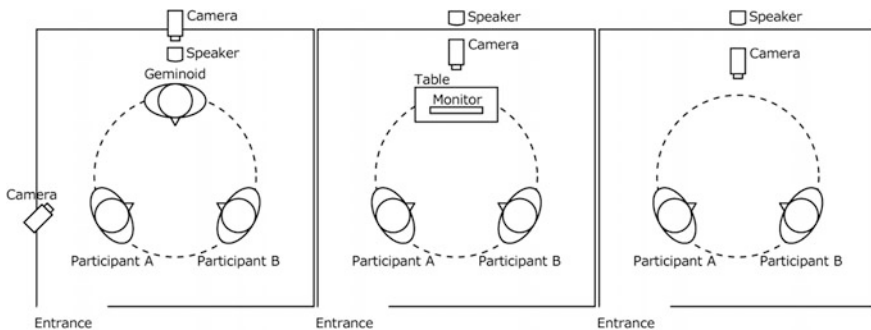 Camera
Speaker
Geminoid
Camera
Participant A
Participant B
Entrance
Speaker
Camera
Table
Monitor
Participant A
Participant B
Entrance
Speaker
Camera
Participant A
Participant B
Entrance